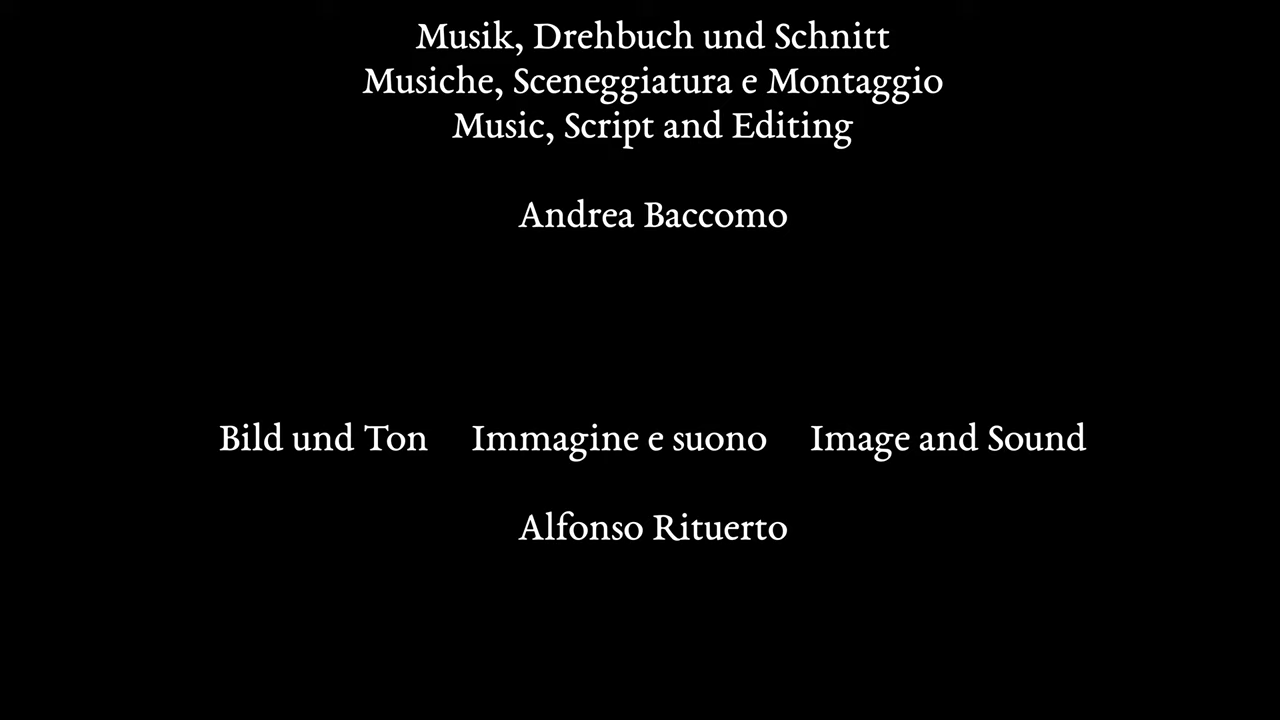 Musik, Drehbuch und Schnitt
Musiche, Sceneggiatura e Montaggio
Music, Script and Editing
Andrea Baccomo
Bild und Ton Immagine e suono Image and Sound
Alfonso Rituerto